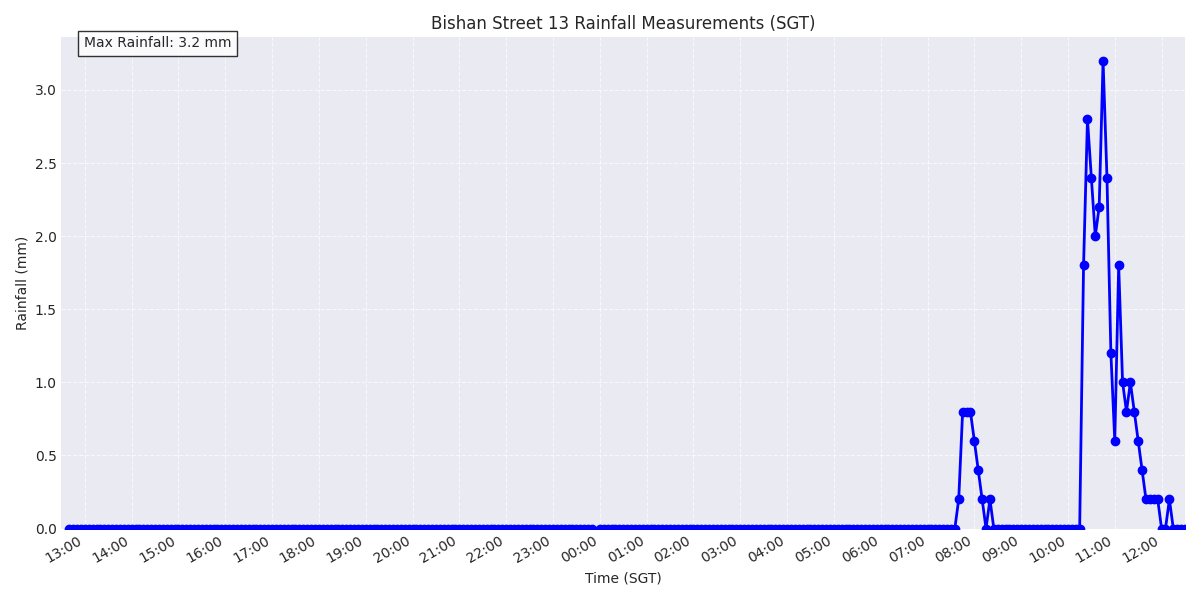 Bishan Street 13 Rainfall Measurements (SGT)
Max Rainfall: 3.2 mm
Rainfall (mm)
3.0
2.5
2.0
1.5
1.0
0.5
0.0
13:00 14:00 15:00 16:00 17:00 18:00 19:00 20:00 21:00 22:00 23:00 00:00 01:00 02:00 03:00 04:00 05:00 06:00 07:00 08:00 09:00 10:00 11:00 12:00
Time (SGT)